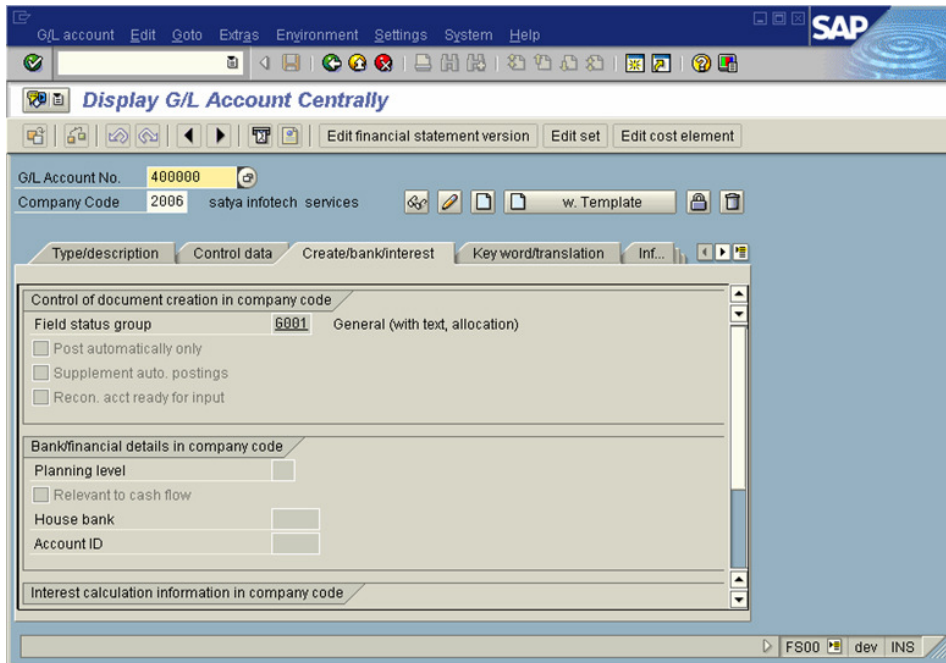 G/L account Edit Goto Extras Environment Settings System Help
SAP
Display G/L Account Centrally
Edit financial statement version Edit set Edit cost element
G/L Account No. 400000
Company Code 2006 satya infotech services w. Template
Type/description Control data Create/bank/interest Key word/translation Inf...
Control of document creation in company code
Field status group G001 General (with text, allocation)
Post automatically only
Supplement auto. postings
Recon. acct ready for input
Bank/financial details in company code
Planning level
Relevant to cash flow
House bank
Account ID
Interest calculation information in company code
FS00 dev INS